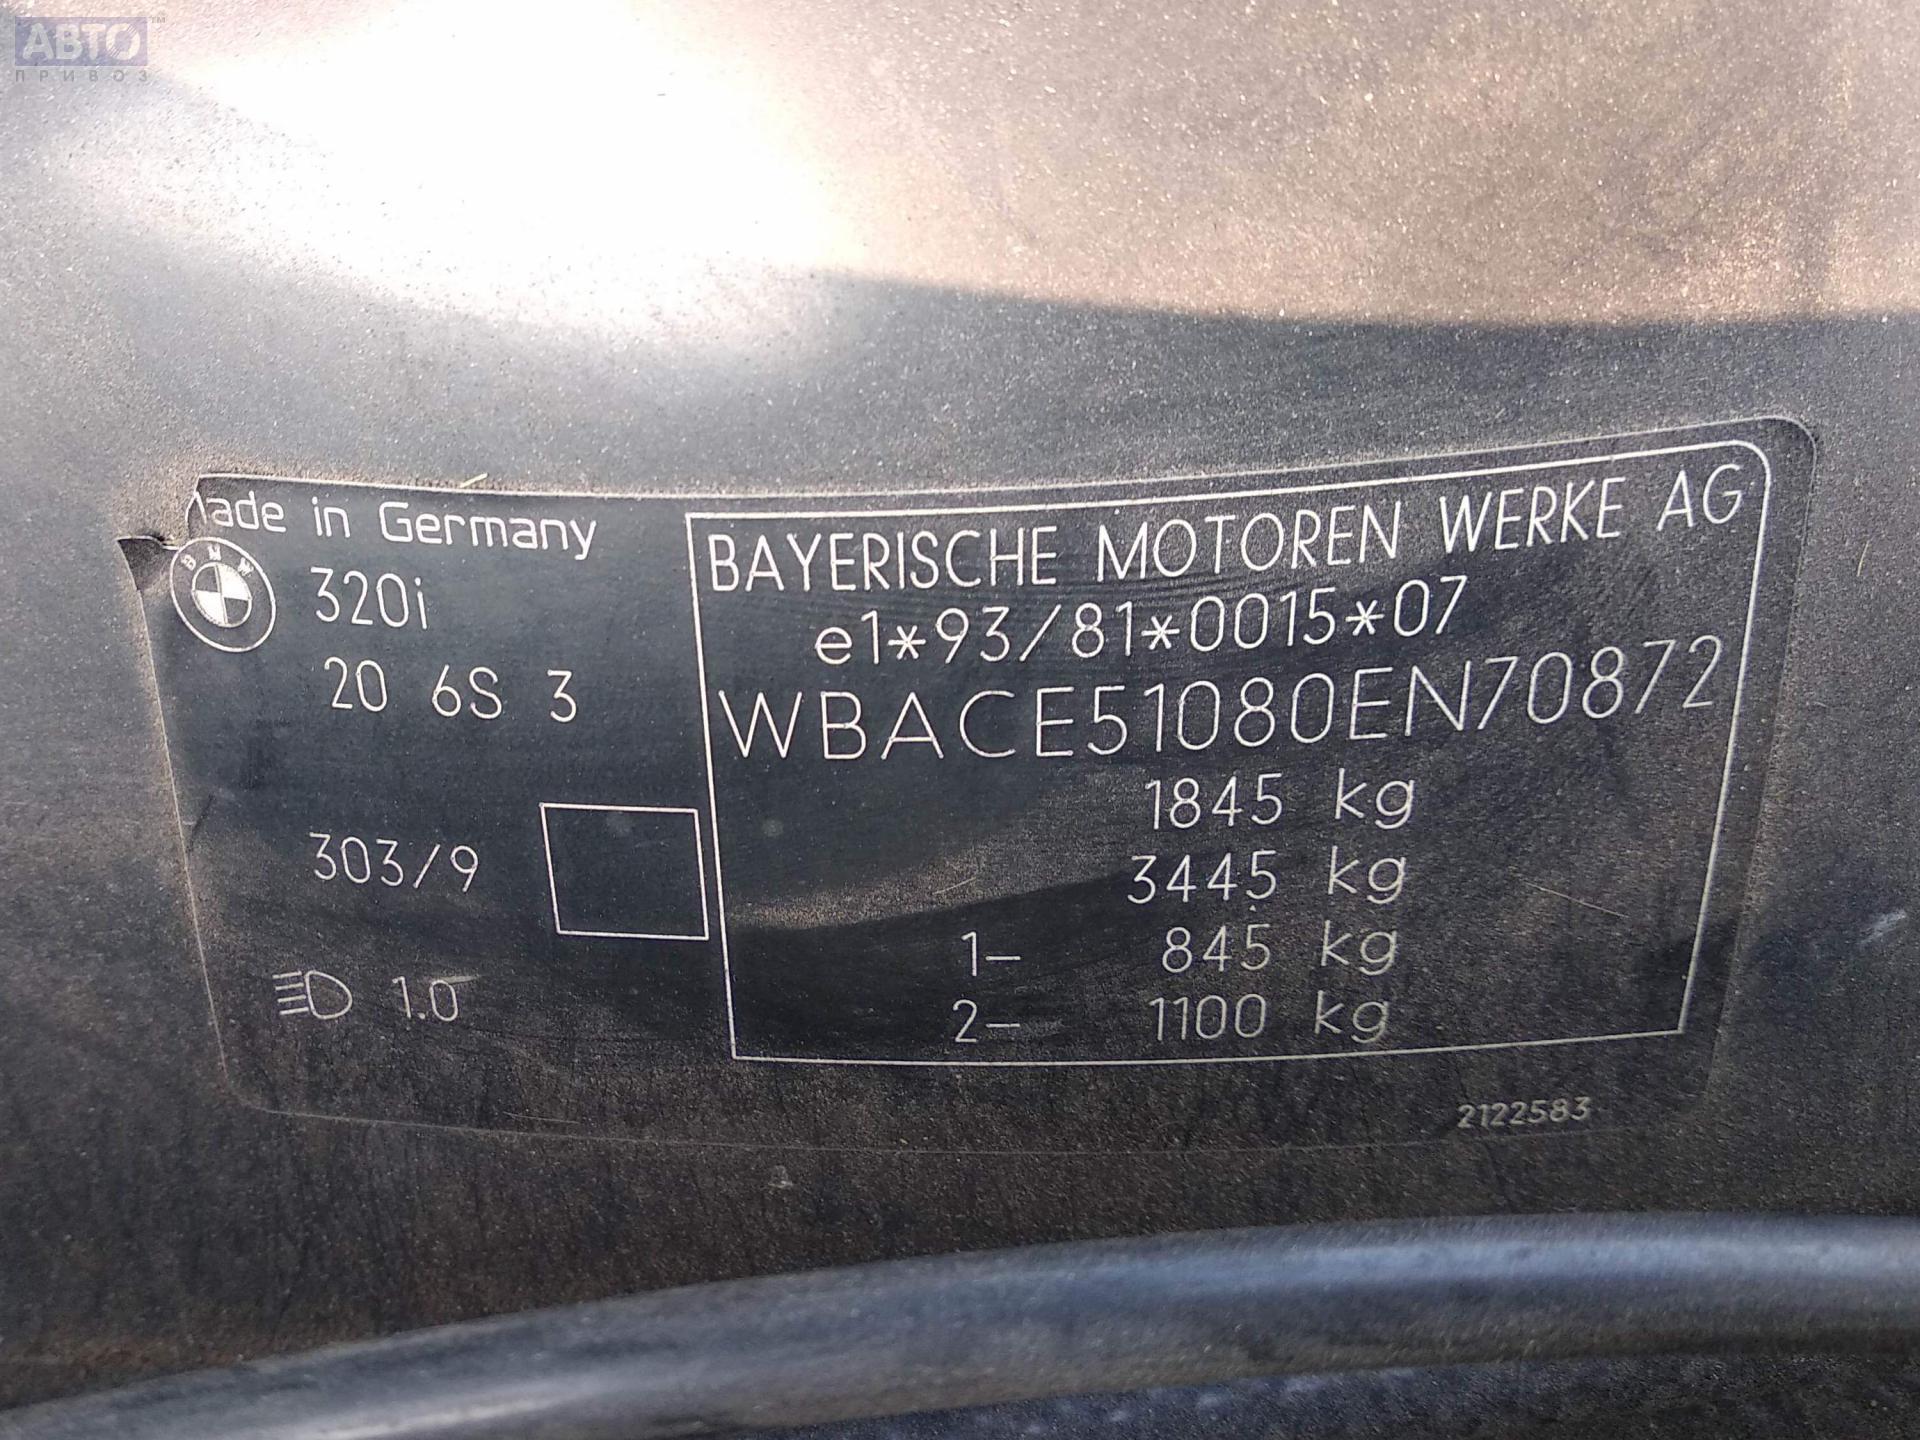 АВТО™
ПРИВОЗ
Made in Germany
BMW
320i
20 6S 3
303/9
1.0
BAYERISCHE MOTOREN WERKE AG
e1*93/81*0015*07
WBACE51080EN70872
1845 kg
3445 kg
1- 845 kg
2- 1100 kg
2122583